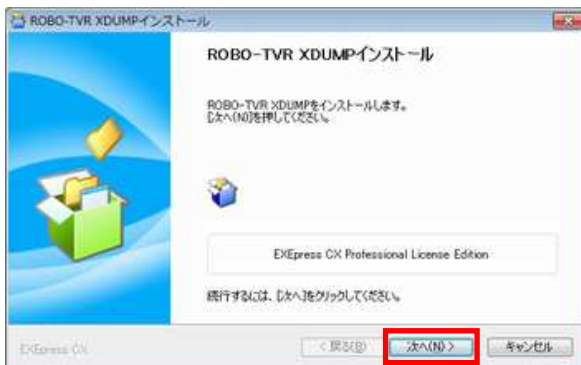 ROBO-TVR XDUMPインストール
ROBO-TVR XDUMPインストール
ROBO-TVR XDUMPをインストールします。
[次へ(N)]を押してください。
EXEpress CX Professional License Edition
続行するには、[次へ]をクリックしてください。
EXEpress CX
< 戻る(B)
次へ(N) >
キャンセル